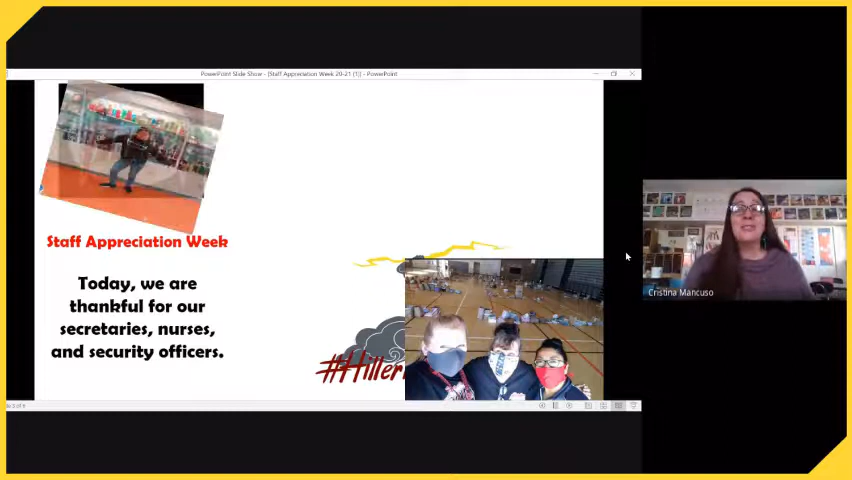 PowerPoint Slide Show - [Staff Appreciation Week 20-21 (1)] - PowerPoint
Staff Appreciation Week
Today, we are
thankful for our
secretaries, nurses,
and security officers.
Cristina Mancuso